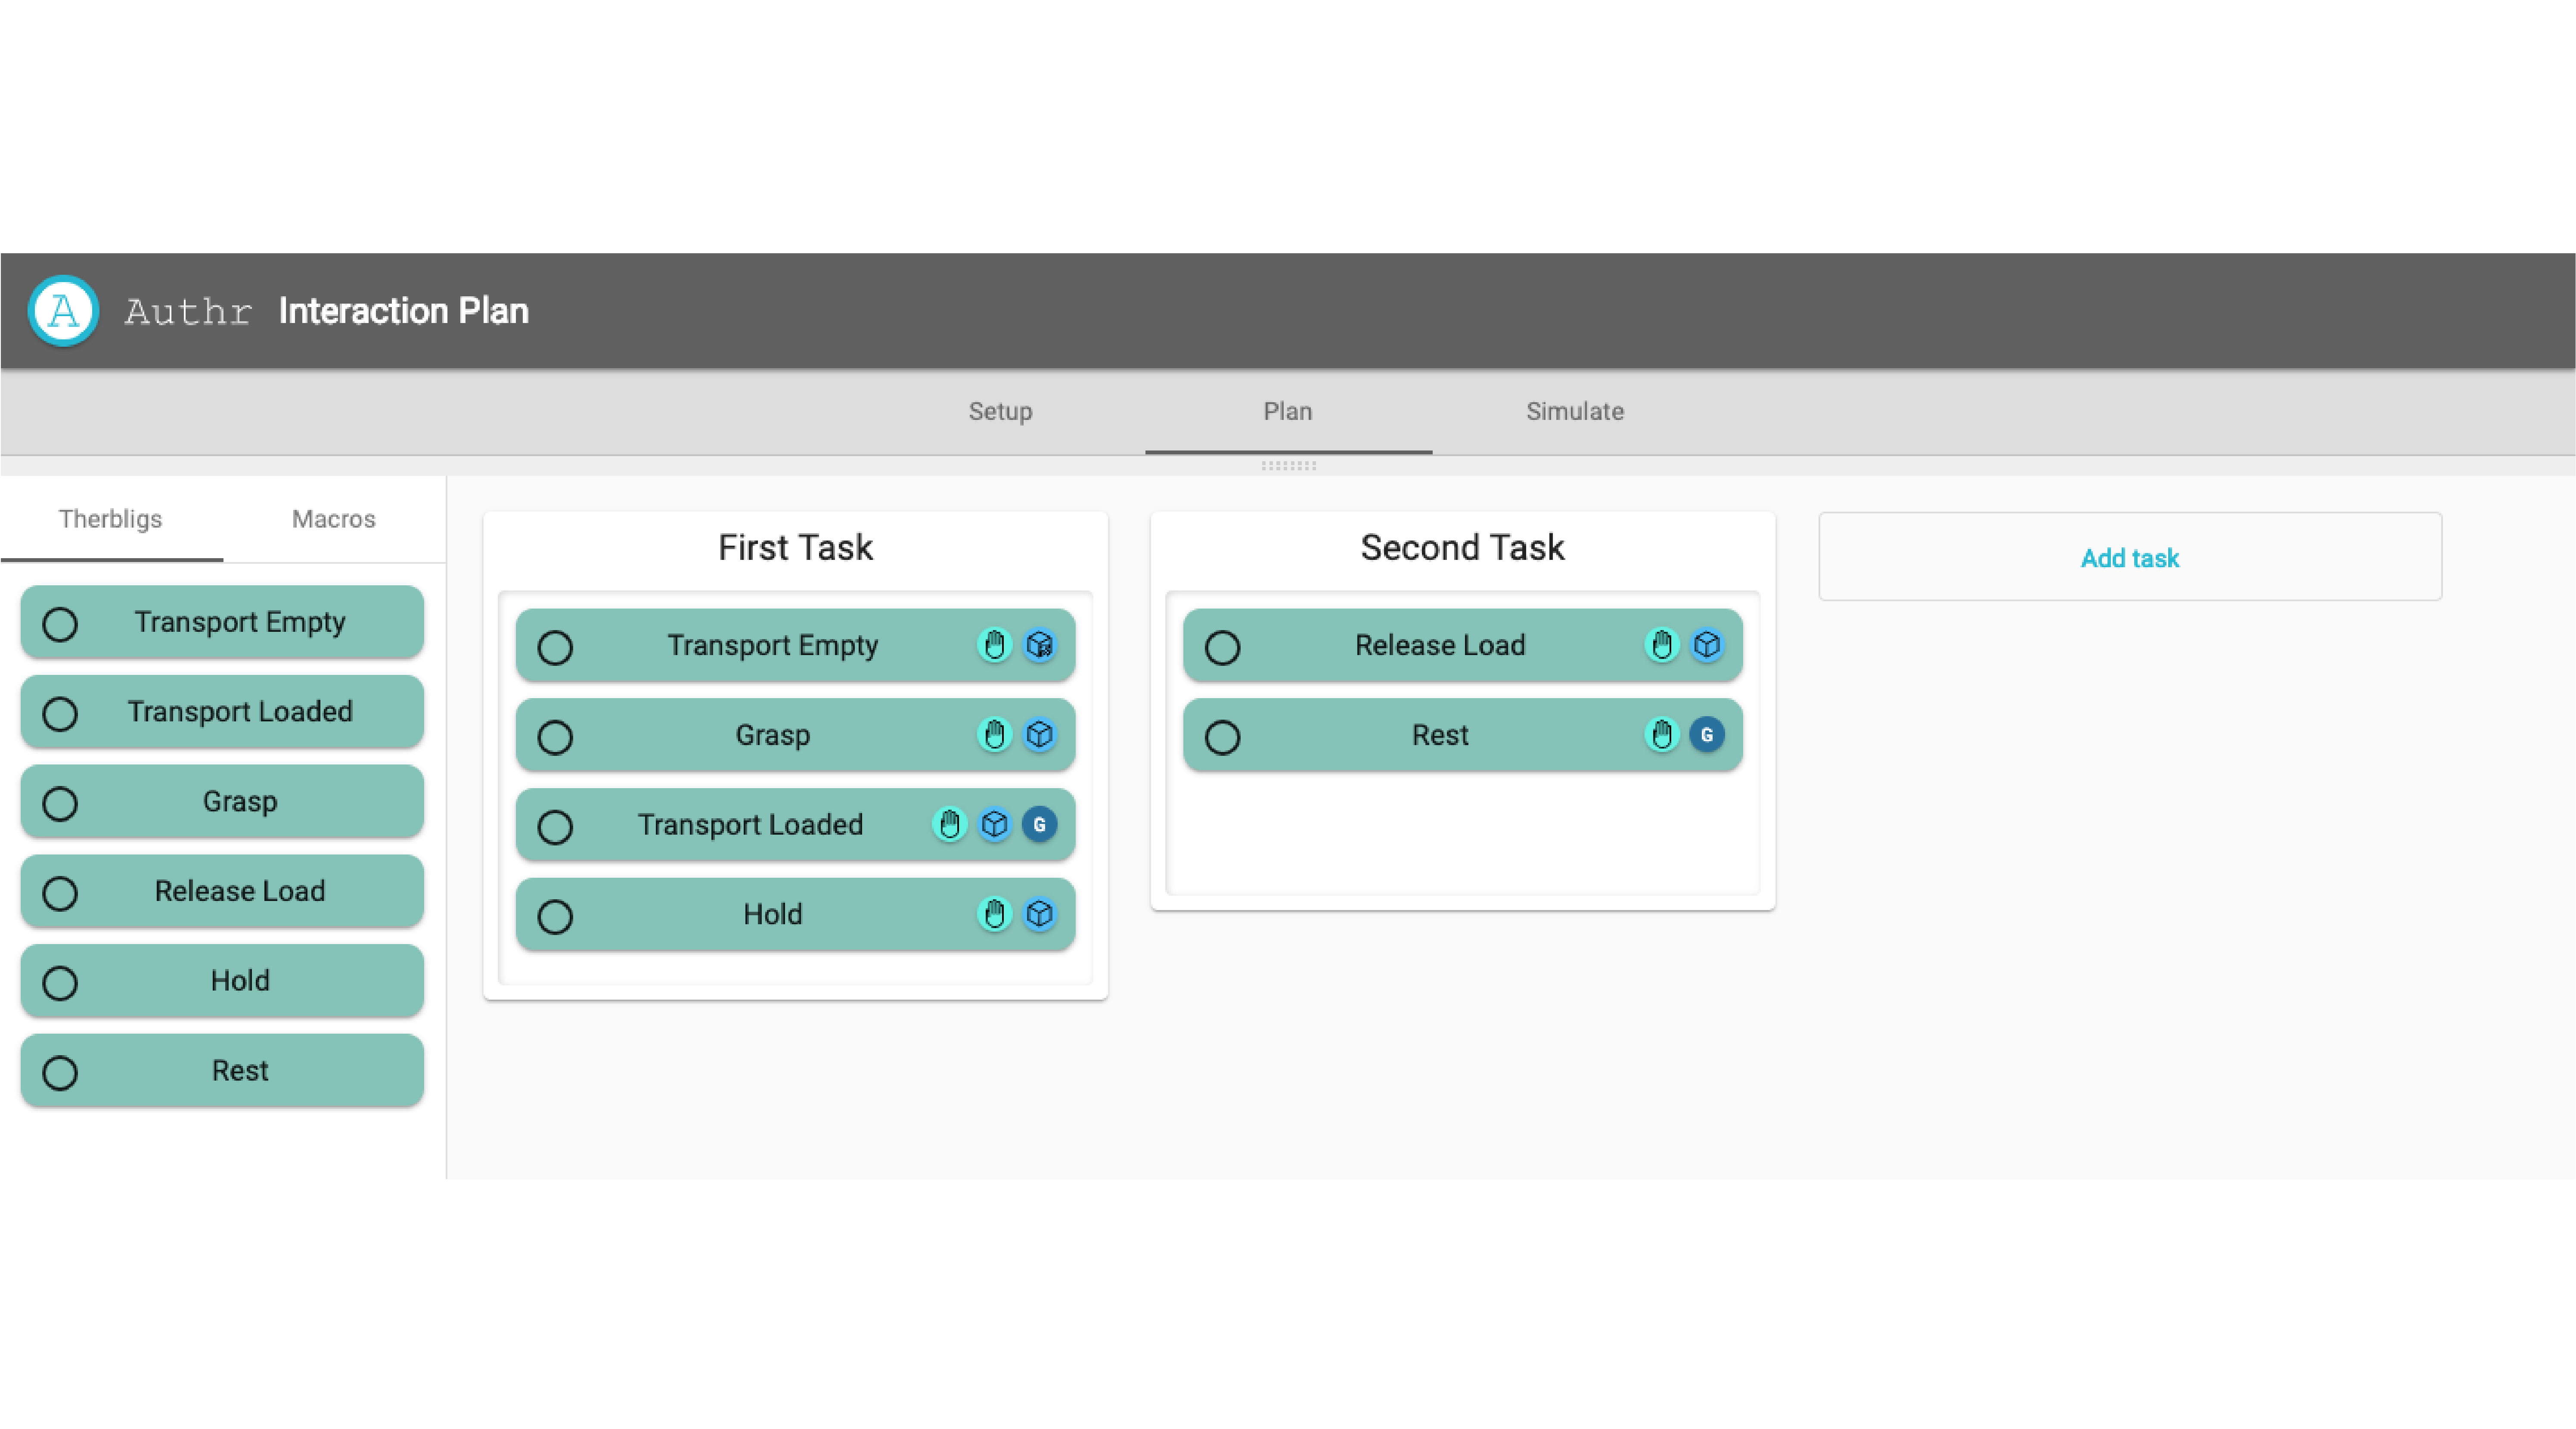 A Authr Interaction Plan
Setup Plan Simulate
Therbligs Macros
Transport Empty
Transport Loaded
Grasp
Release Load
Hold
Rest
First Task
Transport Empty
Grasp
Transport Loaded G
Hold
Second Task
Release Load
Rest G
Add task